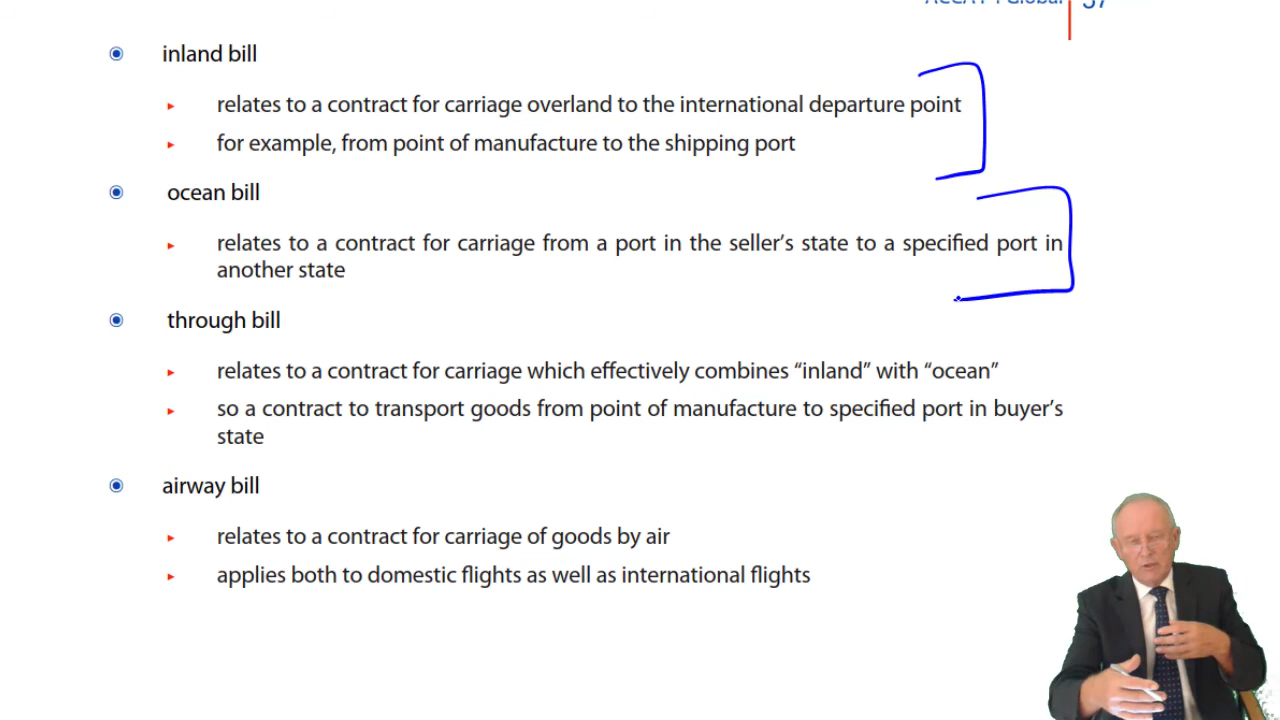 ACCA F4 Global 57
inland bill
relates to a contract for carriage overland to the international departure point
for example, from point of manufacture to the shipping port
ocean bill
relates to a contract for carriage from a port in the seller’s state to a specified port in
another state
through bill
relates to a contract for carriage which effectively combines “inland” with “ocean”
so a contract to transport goods from point of manufacture to specified port in buyer’s
state
airway bill
relates to a contract for carriage of goods by air
applies both to domestic flights as well as international flights